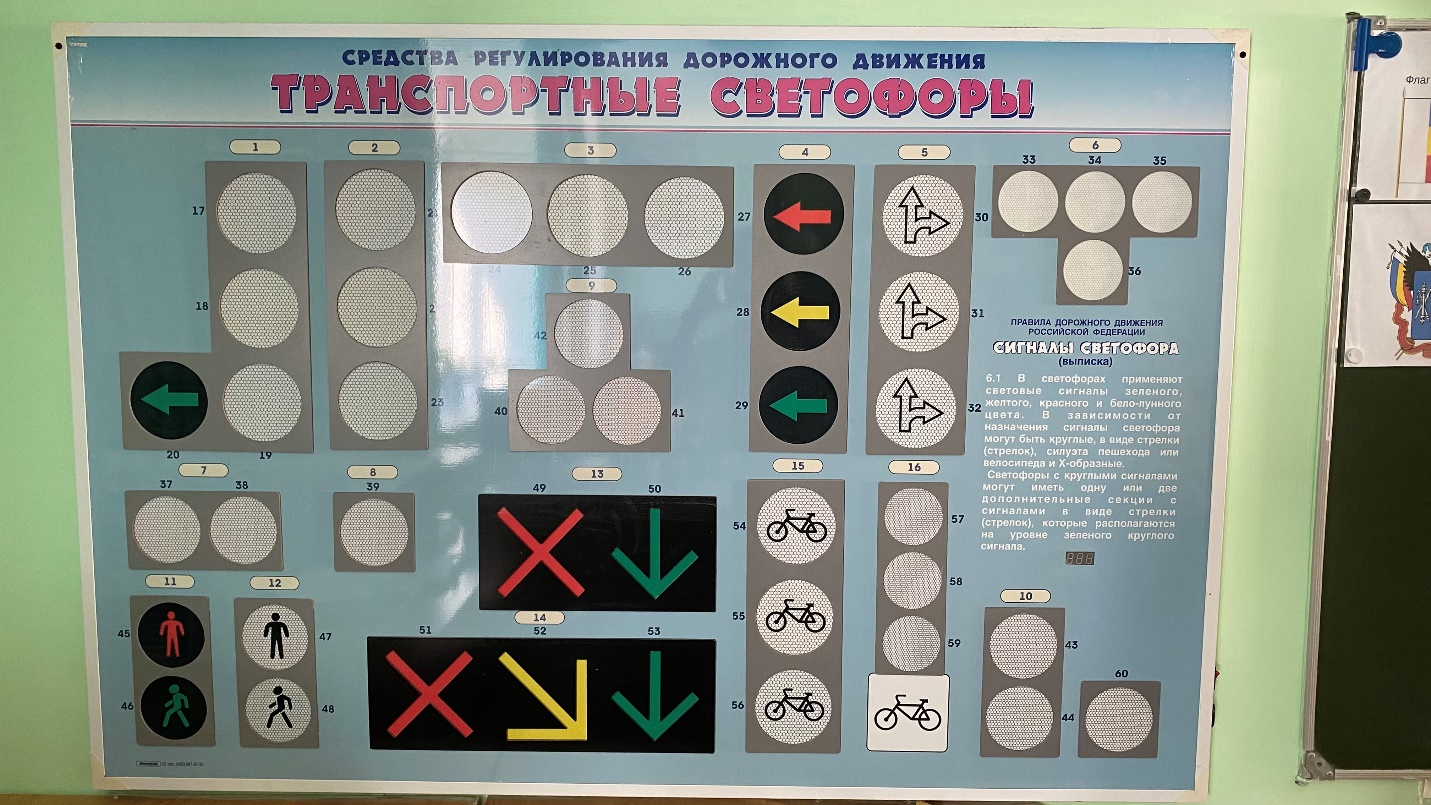 СРЕДСТВА РЕГУЛИРОВАНИЯ ДОРОЖНОГО ДВИЖЕНИЯ
ТРАНСПОРТНЫЕ СВЕТОФОРЫ
1
2
3
4
5
6
33 34 35
17
27
30
24
25
26
36
9
18
42
28
31
ПРАВИЛА ДОРОЖНОГО ДВИЖЕНИЯ
РОССИЙСКОЙ ФЕДЕРАЦИИ
СИГНАЛЫ СВЕТОФОРА
(выписка)
6.1 В светофорах применяют
световые сигналы зеленого,
желтого, красного и бело-лунного
цвета. В зависимости от
назначения сигналы светофора
могут быть круглые, в виде стрелки
(стрелок), силуэта пешехода или
велосипеда и X-образные.
Светофоры с круглыми сигналами
могут иметь одну или две
дополнительные секции с
сигналами в виде стрелки
(стрелок), которые располагаются
на уровне зеленого круглого
сигнала.
23
40
41
29
32
20
19
7
8
13
15
16
37 38
39
49 50
54
57
11
12
58
14
10
45
47
51 52 53
55
59
43
46
48
56
44
60
Флаг